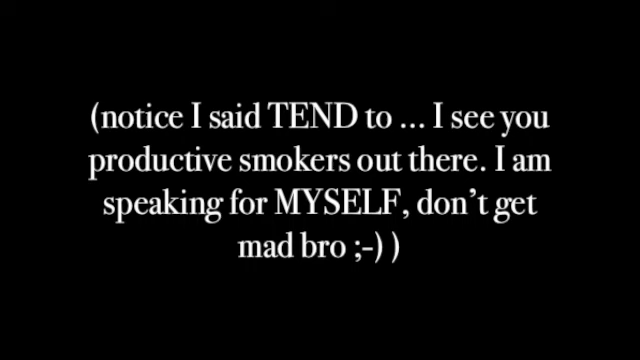 (notice I said TEND to ... I see you
productive smokers out there. I am
speaking for MYSELF, don’t get
mad bro ;-) )